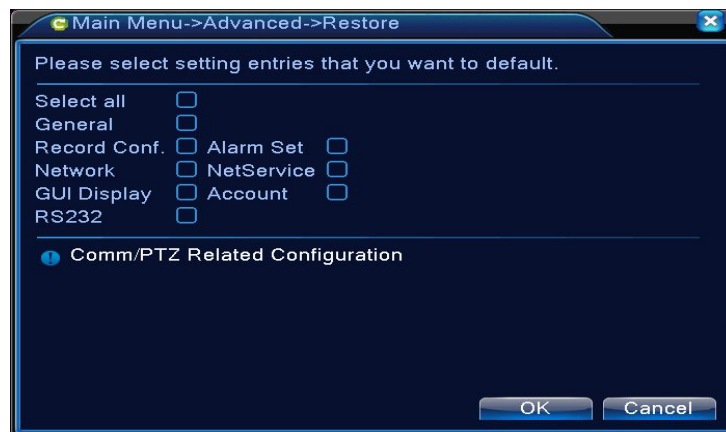 Main Menu->Advanced->Restore
Please select setting entries that you want to default.
Select all
General
Record Conf. Alarm Set
Network NetService
GUI Display Account
RS232
Comm/PTZ Related Configuration
OK Cancel